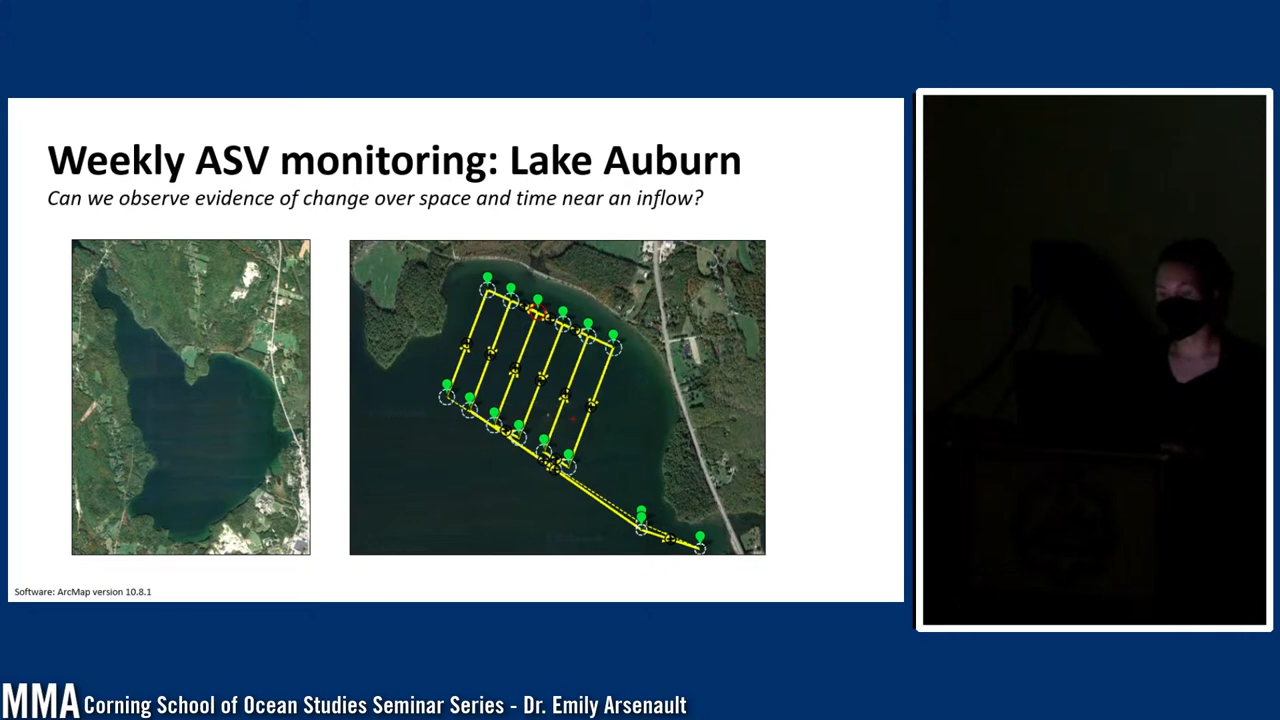 Weekly ASV monitoring: Lake Auburn
Can we observe evidence of change over space and time near an inflow?
Software: ArcMap version 10.8.1
MMA Corning School of Ocean Studies Seminar Series - Dr. Emily Arsenault